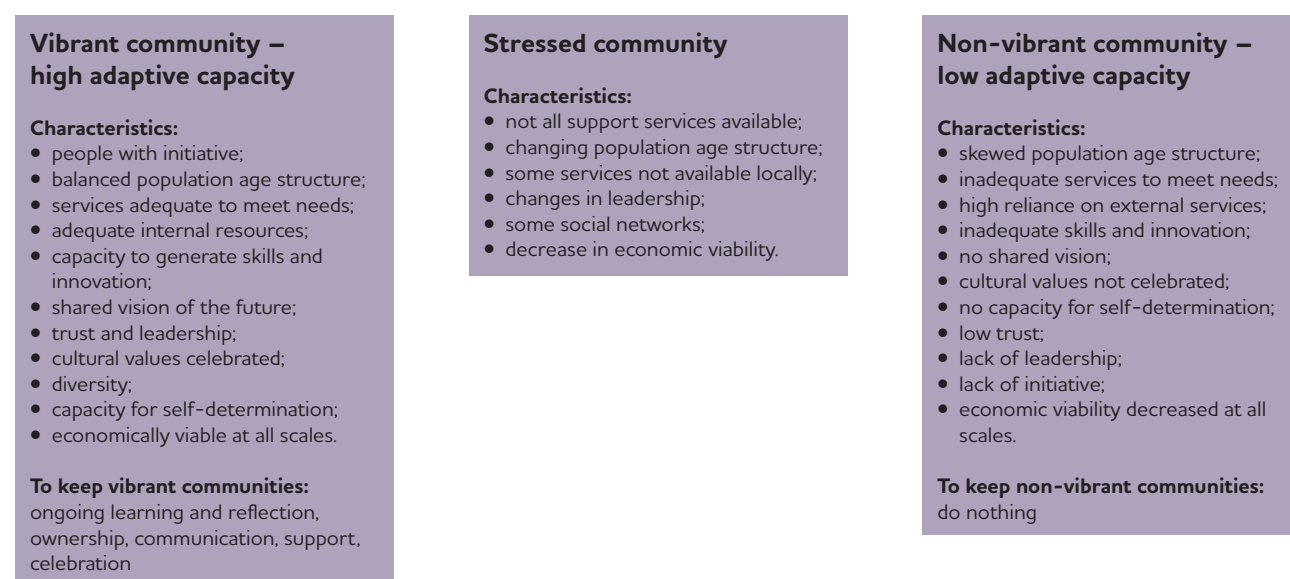 Vibrant community –
high adaptive capacity
Characteristics:
• people with initiative;
• balanced population age structure;
• services adequate to meet needs;
• adequate internal resources;
• capacity to generate skills and
innovation;
• shared vision of the future;
• trust and leadership;
• cultural values celebrated;
• diversity;
• capacity for self-determination;
• economically viable at all scales.
To keep vibrant communities:
ongoing learning and reflection,
ownership, communication, support,
celebration
Stressed community
Characteristics:
• not all support services available;
• changing population age structure;
• some services not available locally;
• changes in leadership;
• some social networks;
• decrease in economic viability.
Non-vibrant community –
low adaptive capacity
Characteristics:
• skewed population age structure;
• inadequate services to meet needs;
• high reliance on external services;
• inadequate skills and innovation;
• no shared vision;
• cultural values not celebrated;
• no capacity for self-determination;
• low trust;
• lack of leadership;
• lack of initiative;
• economic viability decreased at all
scales.
To keep non-vibrant communities:
do nothing